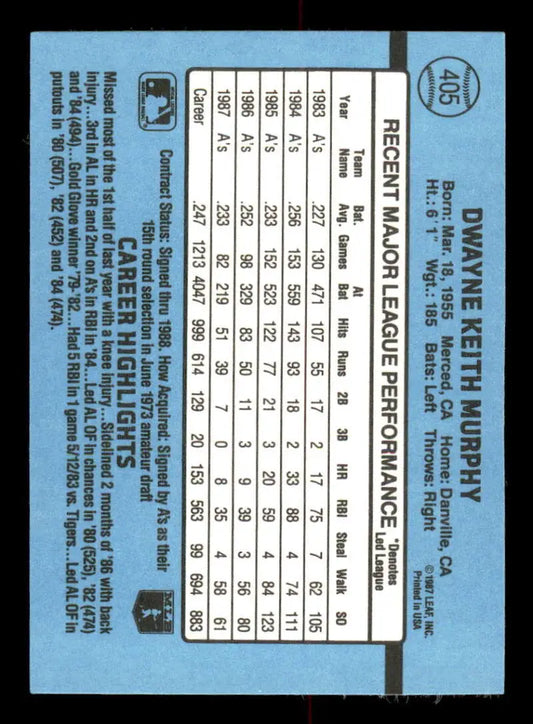 405
DWAYNE KEITH MURPHY
Born: Mar. 18, 1955 Merced, CA Home: Danville, CA
Ht.: 6' 1" Wgt.: 185 Bats: Left Throws: Right
©1987 LEAF, INC.
Printed in USA
RECENT MAJOR LEAGUE PERFORMANCE *Denotes Led League
Year Team Name Bat. Avg. Games At Bat Hits Runs 2B 3B HR RBI Steal Walk SO
1983 A's .227 130 471 107 55 17 2 17 75 7 62 105
1984 A's .256 153 559 143 93 18 2 33 88 4 74 111
1985 A's .233 152 523 122 77 21 3 20 59 4 84 123
1986 A's .252 98 329 83 50 11 3 9 39 3 56 80
1987 A's .233 82 219 51 39 7 0 8 35 4 58 61
Career .247 1213 4047 999 614 129 20 153 563 99 694 883
Contract Status: Signed thru 1988. How Acquired: Signed by A's as their
15th round selection in June 1973 amateur draft
CAREER HIGHLIGHTS
Missed most of the 1st half of last year with a knee injury...Sidelined 2 months of '86 with back
injury...3rd in AL in HR and 2nd on A's in RBI in '84...Led AL OF in chances in '80 (525), '82 (474)
and '84 (494)...Gold Glove winner '79-'82...Had 5 RBI in 1 game 5/12/83 vs. Tigers...Led AL OF in
putouts in '80 (507), '82 (452) and '84 (474).